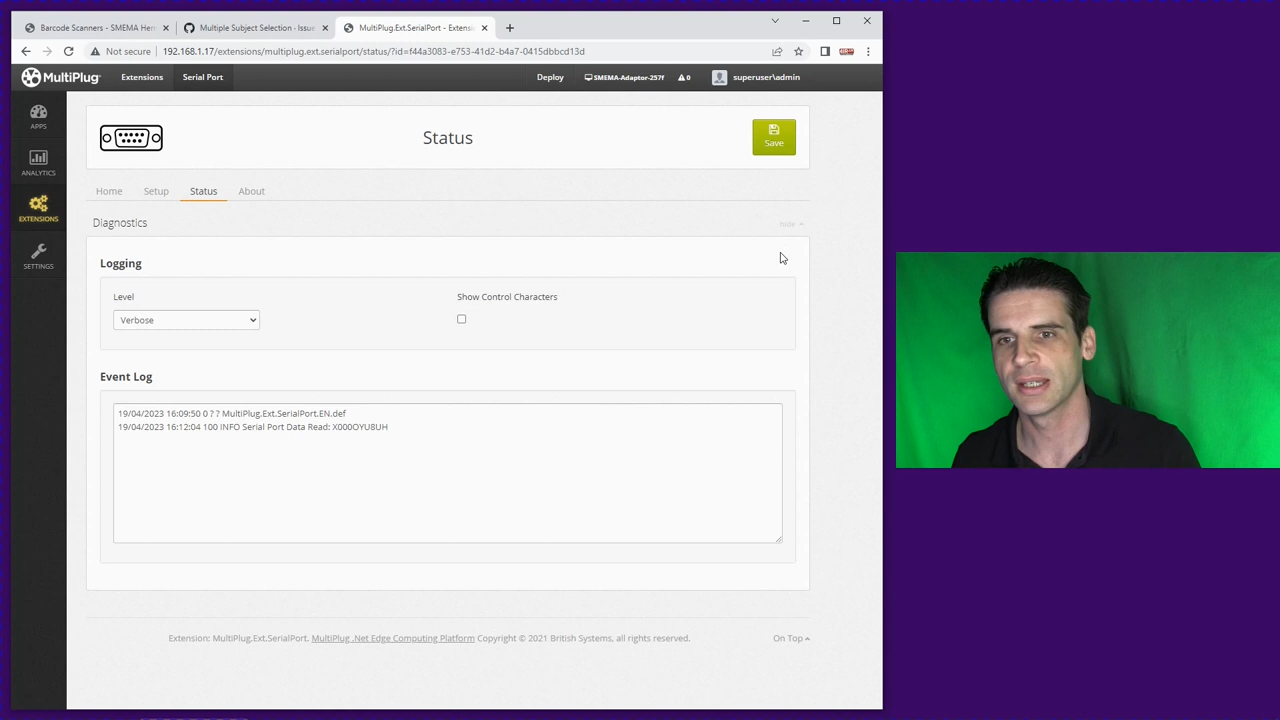 Barcode Scanners – SMEMA Her
Multiple Subject Selection · Issu
MultiPlug.Ext.SerialPort - Extensi
Not secure
192.168.1.17/extensions/multiplug.ext.serialport/status/?id=f44a3083-e753-41d2-b4a7-0415dbbcd13d
MultiPlug
Extensions
Serial Port
Deploy
SMEMA-Adaptor-257f
0
superuser\admin
APPS
ANALYTICS
EXTENSIONS
SETTINGS
Status
Save
Home
Setup
Status
About
Diagnostics
hide
Logging
Level
Show Control Characters
Verbose
Event Log
19/04/2023 16:09:50 0 ? ? MultiPlug.Ext.SerialPort.EN.def
19/04/2023 16:12:04 100 INFO Serial Port Data Read: X000OYU8UH
Extension: MultiPlug.Ext.SerialPort. MultiPlug .Net Edge Computing Platform Copyright © 2021 British Systems, all rights reserved.
On Top